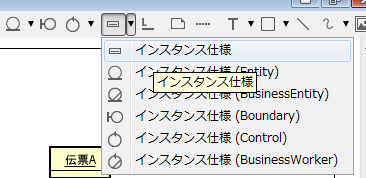 T
インスタンス仕様
インスタンス仕様 (Entity)
インスタンス仕様
インスタンス仕様 (BusinessEntity)
インスタンス仕様 (Boundary)
インスタンス仕様 (Control)
インスタンス仕様 (BusinessWorker)
伝票A